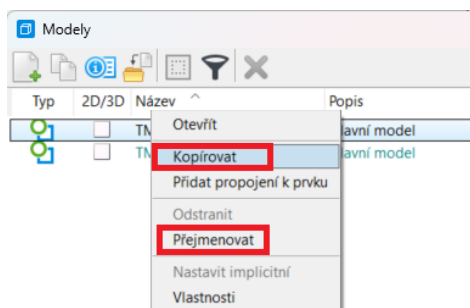 Modely
Typ 2D/3D Název Popis
TM
TM
Otevřít
Kopírovat
Přidat propojení k prvku
Odstranit
Přejmenovat
Nastavit implicitní
Vlastnosti
lavní model
lavní model